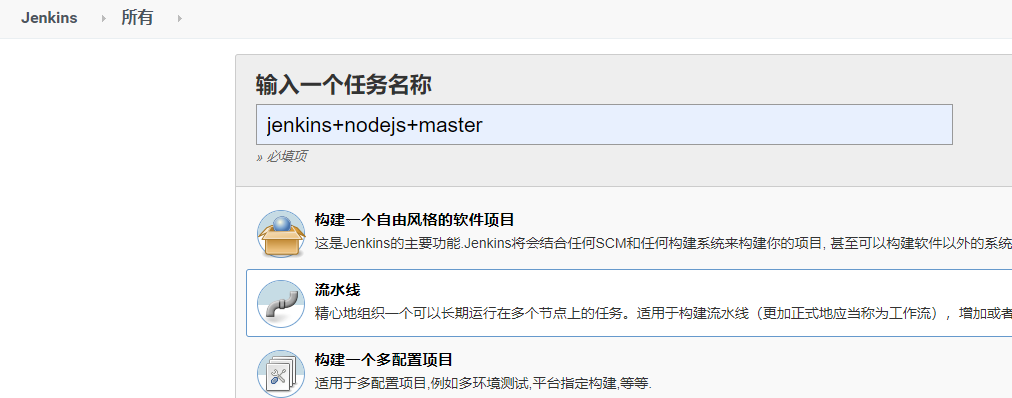 Jenkins 所有
输入一个任务名称
jenkins+nodejs+master
» 必填项
构建一个自由风格的软件项目
这是Jenkins的主要功能.Jenkins将会结合任何SCM和任何构建系统来构建你的项目, 甚至可以构建软件以外的系统
流水线
精心地组织一个可以长期运行在多个节点上的任务。适用于构建流水线（更加正式地应当称为工作流），增加或者
构建一个多配置项目
适用于多配置项目,例如多环境测试,平台指定构建,等等.